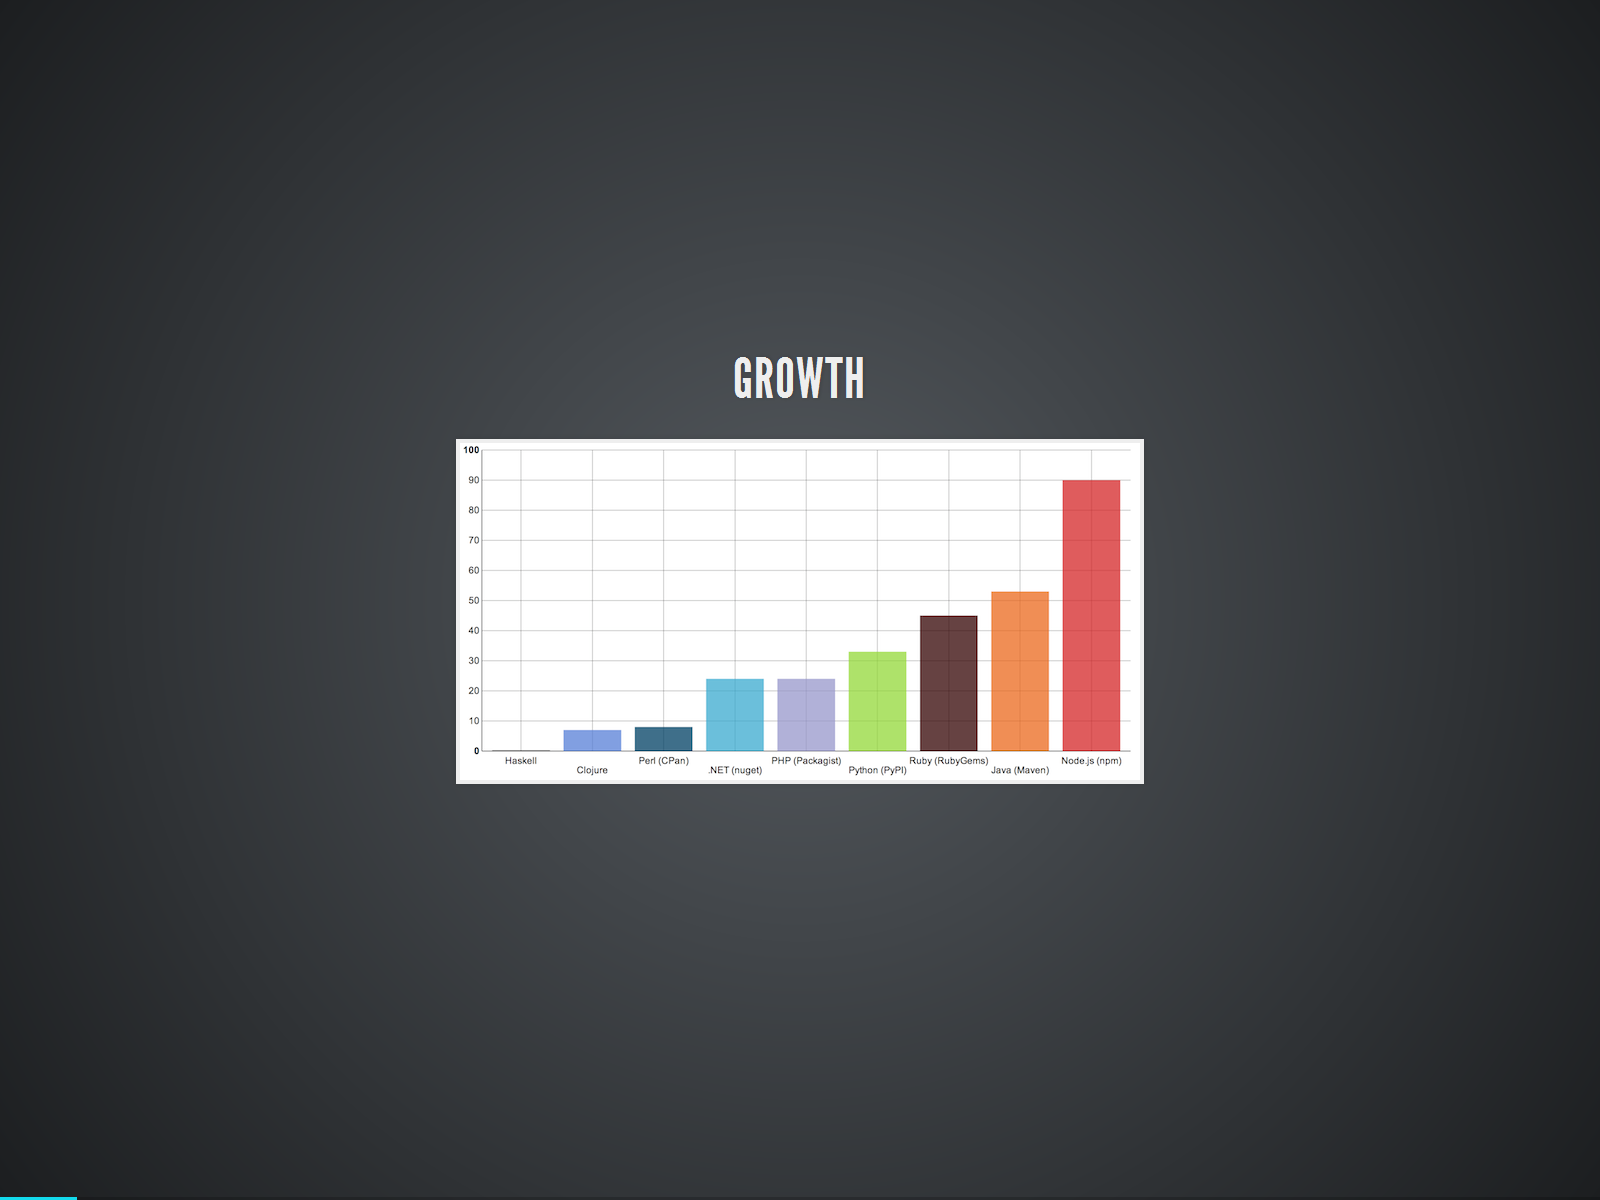 GROWTH
100
90
80
70
60
50
40
30
20
10
0
Haskell
Clojure
Perl (CPan)
.NET (nuget)
PHP (Packagist)
Python (PyPI)
Ruby (RubyGems)
Java (Maven)
Node.js (npm)